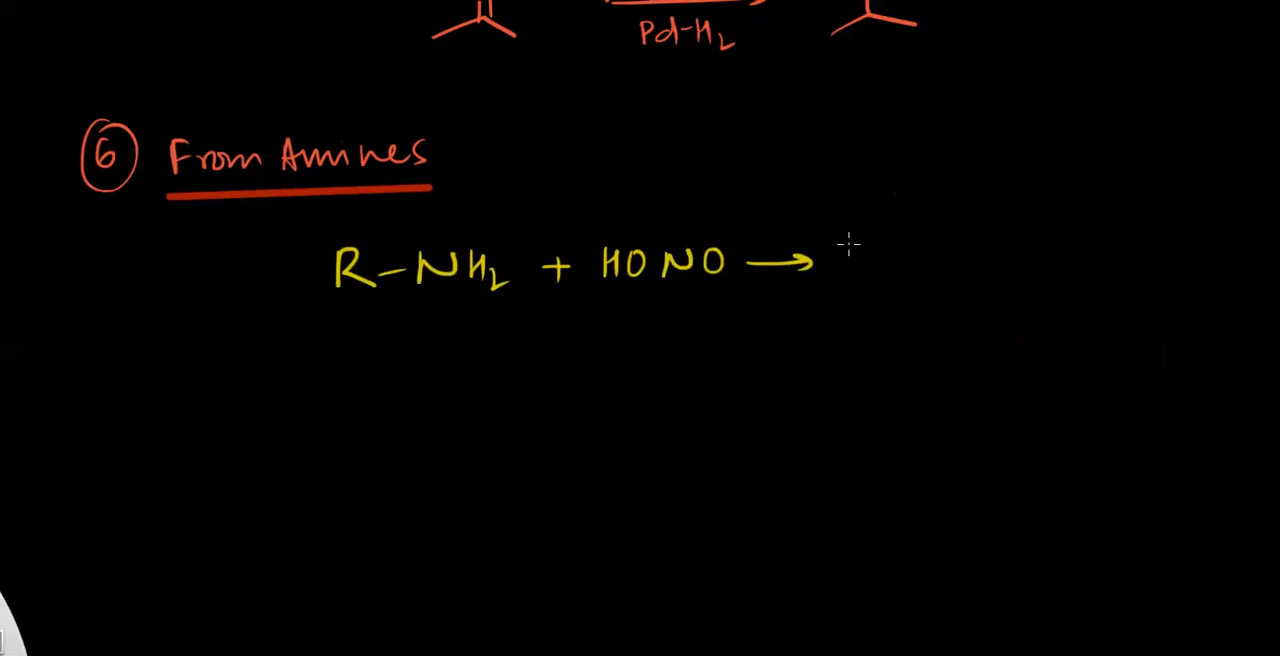 Pd-H₂
⑥ From Amines
R-NH₂ + HONO →